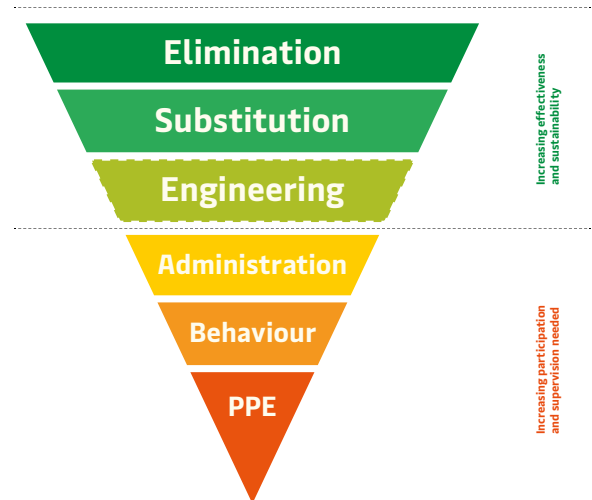 Elimination
Substitution
Engineering
Administration
Behaviour
PPE
Increasing effectiveness
and sustainability
Increasing participation
and supervision needed